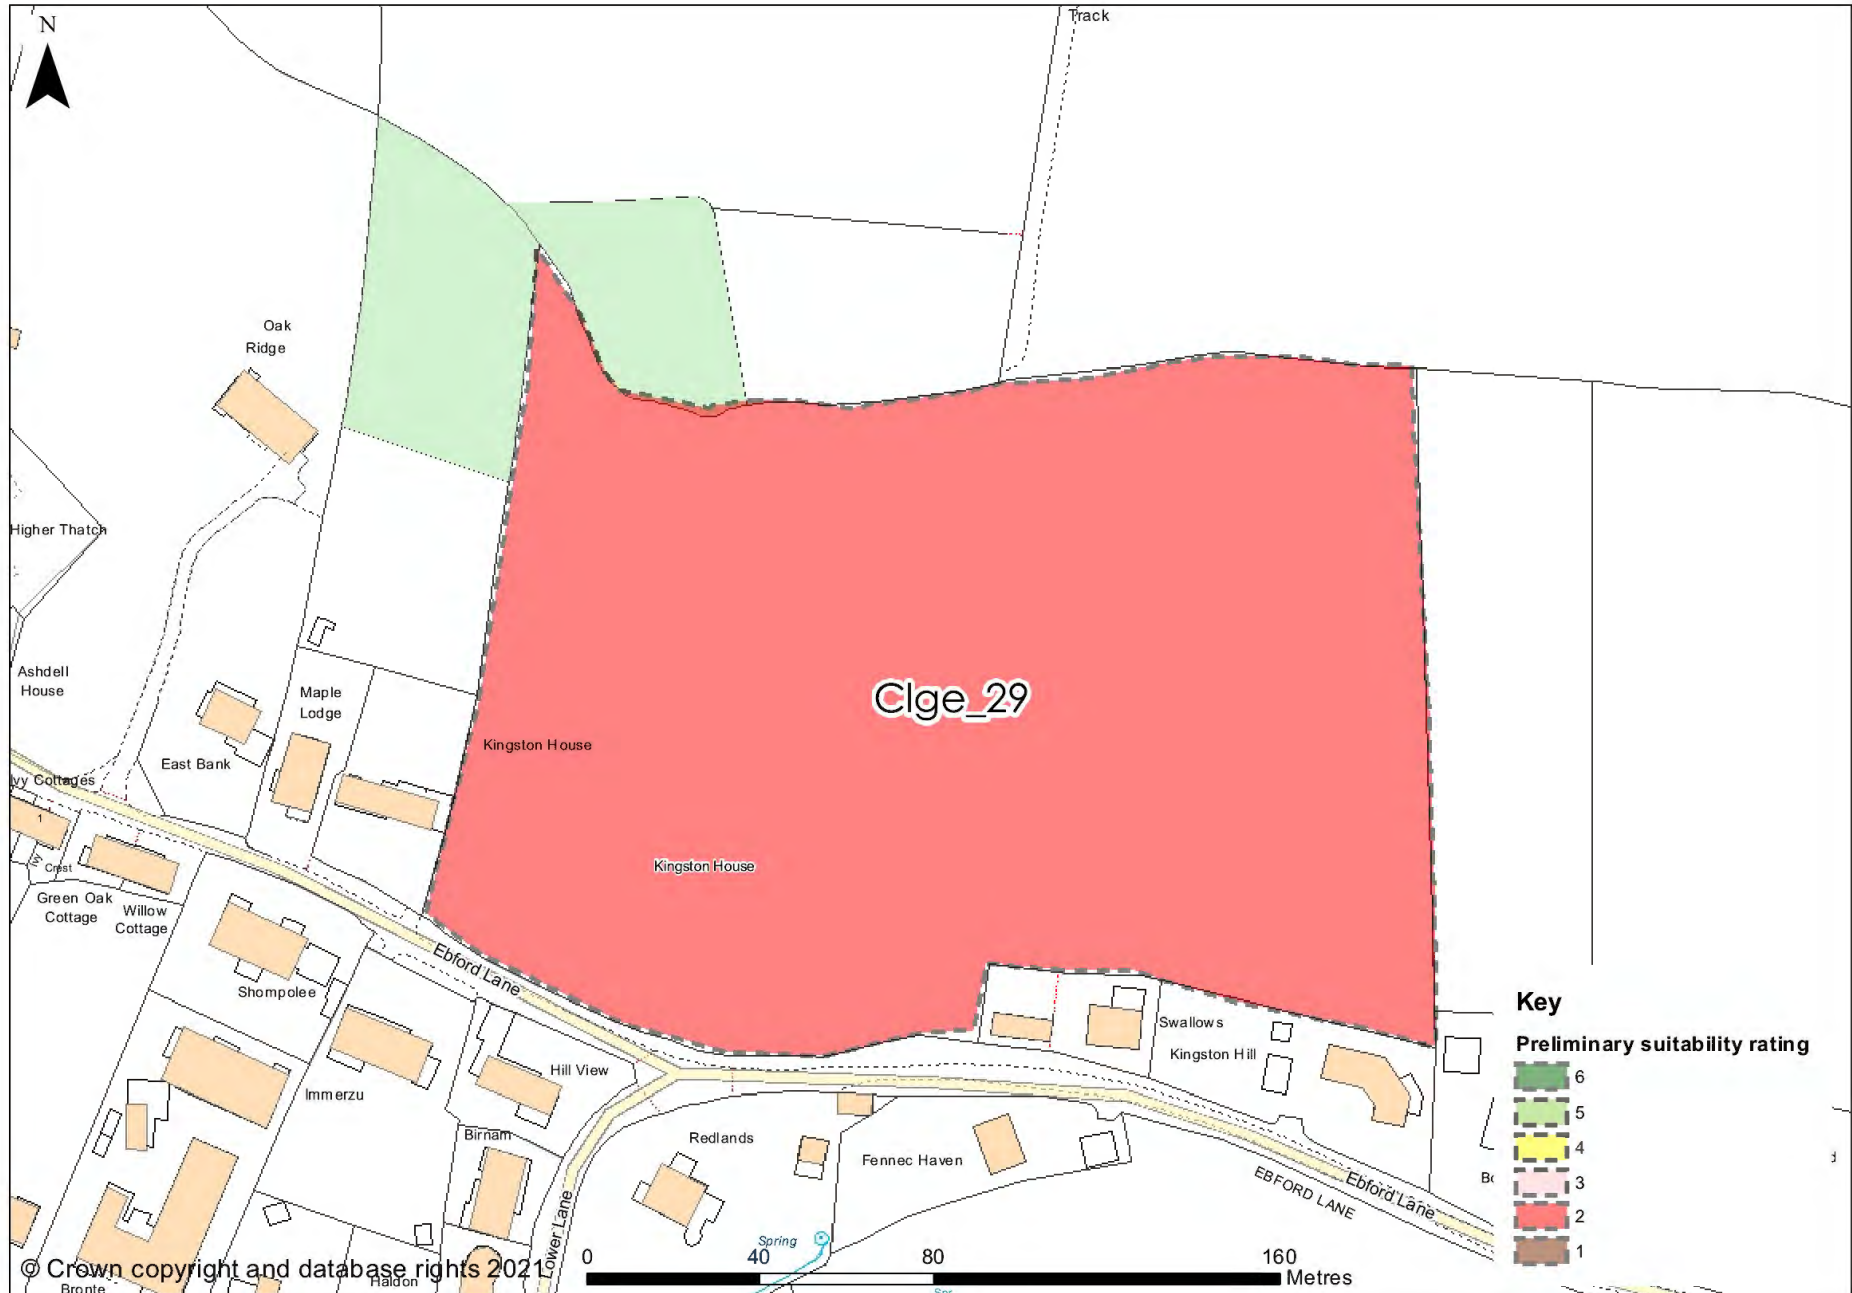 N
Track
Oak
Ridge
Higher Thatch
Ashdell
House
Maple
Lodge
East Bank
Kingston House
Clge_29
Kingston House
Ivy Cottages
1
Ivy
Crest
Green Oak
Cottage
Willow
Cottage
Shompolee
Ebford Lane
Immerzu
Hill View
Birnam
Redlands
Fennec Haven
Swallows
Kingston Hill
EBFORD LANE
Ebford Lane
Lower Lane
Spring
Haldon
Bronte
Key
Preliminary suitability rating
6
5
4
3
2
1
© Crown copyright and database rights 2021
0 40 80 160
Metres